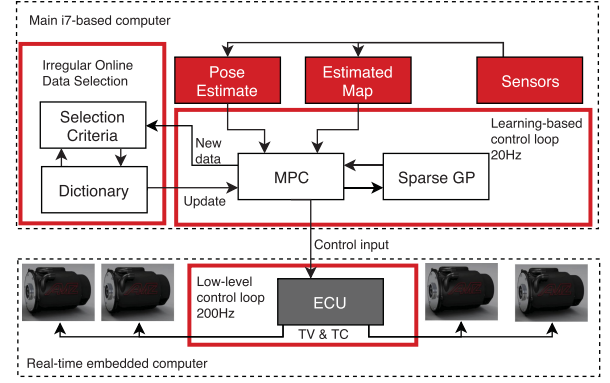 Main i7-based computer
Irregular Online
Data Selection
Pose
Estimate
Estimated
Map
Sensors
Selection
Criteria
New
data
Learning-based
control loop
20Hz
MPC
Sparse GP
Dictionary
Update
Control input
Low-level
control loop
200Hz
ECU
TV & TC
Real-time embedded computer